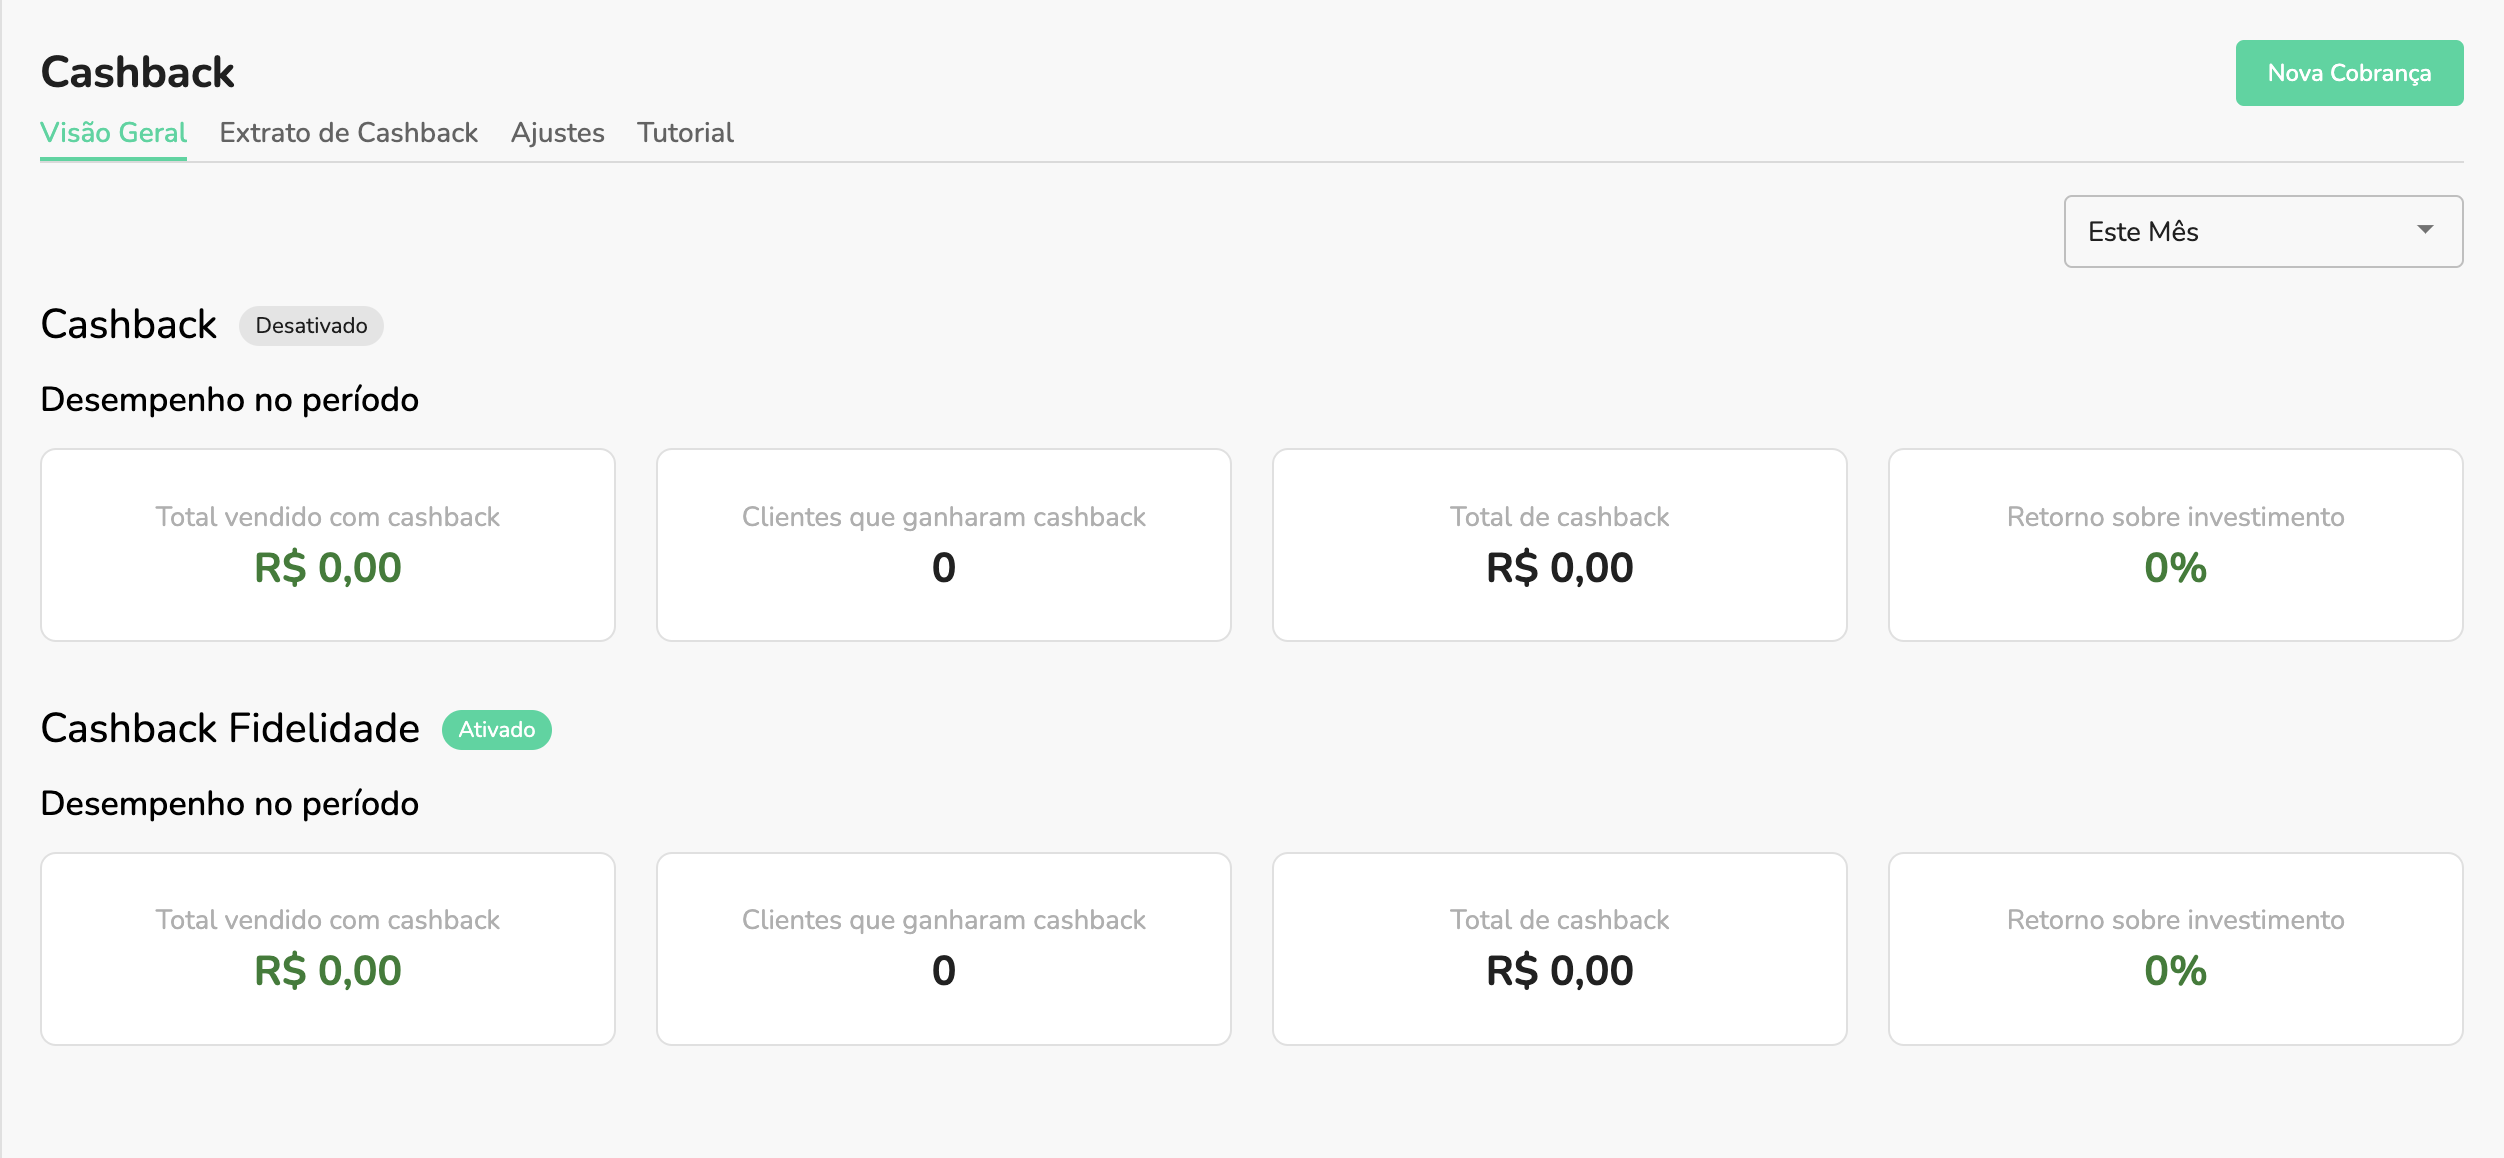 Cashback
Nova Cobrança
Visão Geral Extrato de Cashback Ajustes Tutorial
Este Mês
Cashback Desativado
Desempenho no período
Total vendido com cashback
R$ 0,00
Clientes que ganharam cashback
0
Total de cashback
R$ 0,00
Retorno sobre investimento
0%
Cashback Fidelidade Ativado
Desempenho no período
Total vendido com cashback
R$ 0,00
Clientes que ganharam cashback
0
Total de cashback
R$ 0,00
Retorno sobre investimento
0%